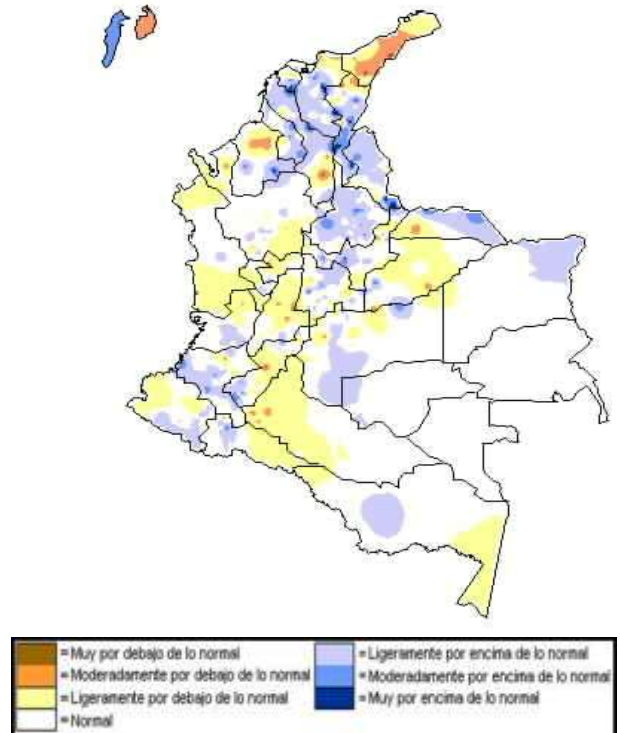 = Muy por debajo de lo normal
= Moderadamente por debajo de lo normal
= Ligeramente por debajo de lo normal
= Normal
= Ligeramente por encima de lo normal
= Moderadamente por encima de lo normal
= Muy por encima de lo normal